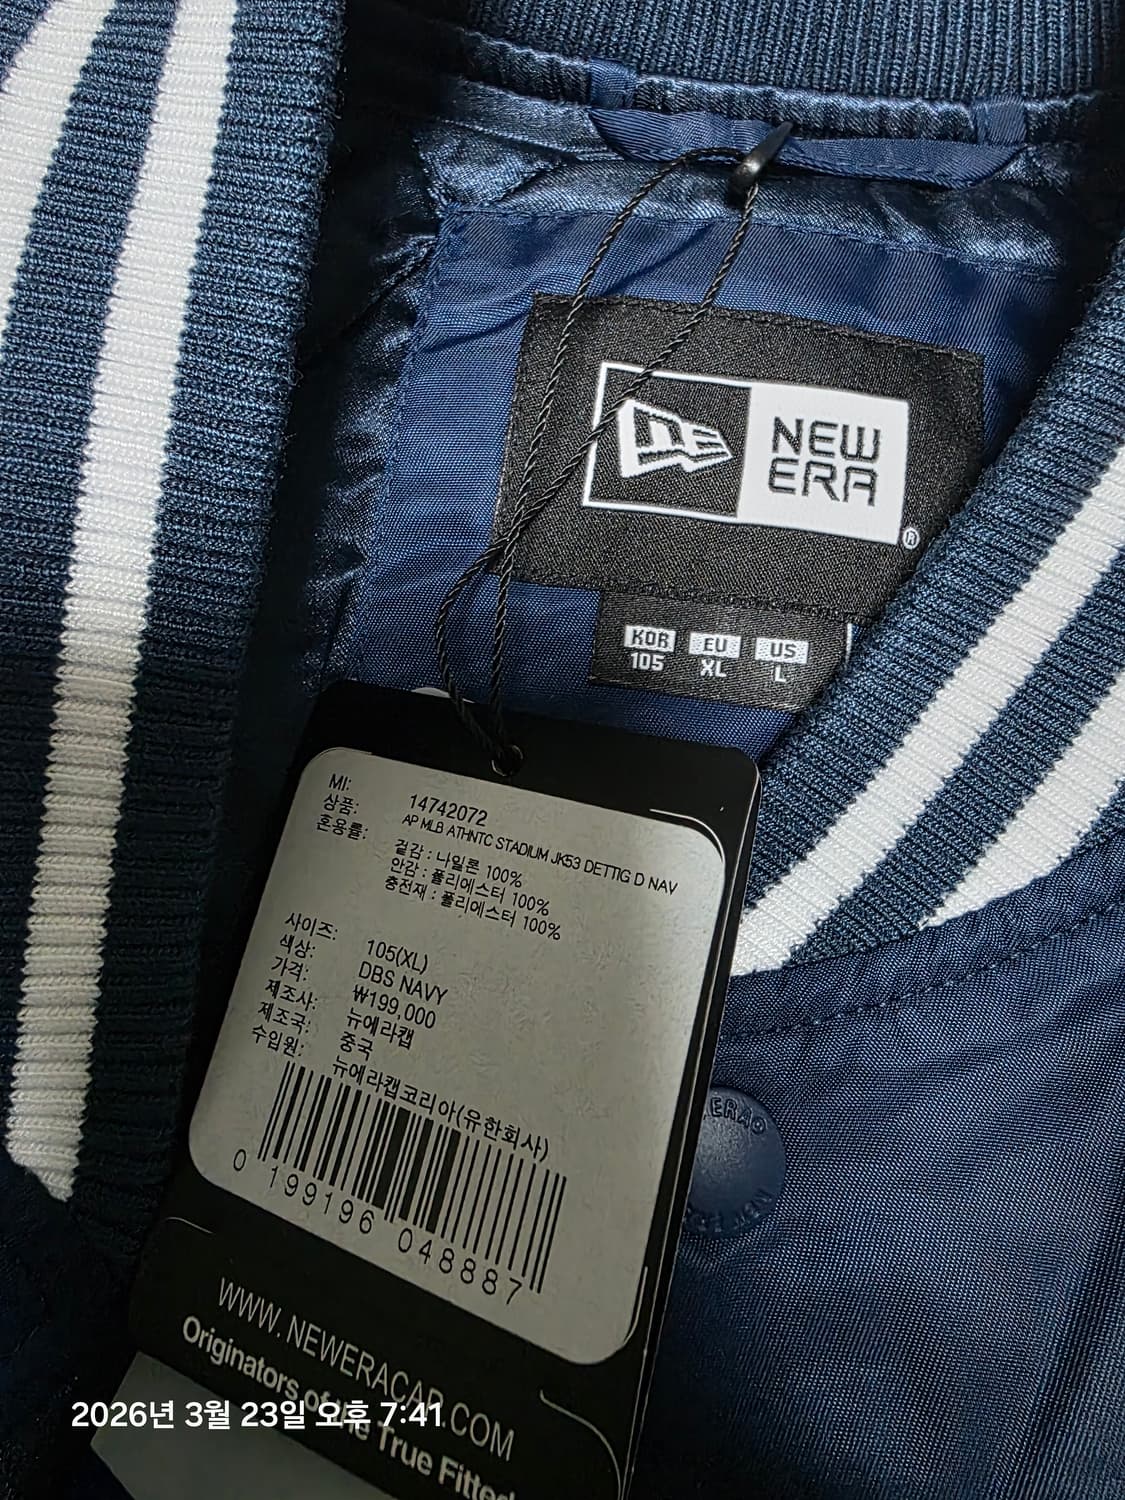 NEW
ERA
®
KOR EU US
105 XL L
MI: 14742072
상품: AP MLB ATHNTC STADIUM JK53 DETTIG D NAV
혼용률: 겉감 : 나일론 100%
안감 : 폴리에스터 100%
충전재 : 폴리에스터 100%
사이즈: 105(XL)
색상: DBS NAVY
가격: ₩199,000
제조사: 뉴에라캡
제조국: 중국
수입원: 뉴에라캡코리아(유한회사)
0 199196 048887
WWW.NEWERACAP.COM
Originators of the True Fitted
2026년 3월 23일 오후 7:41